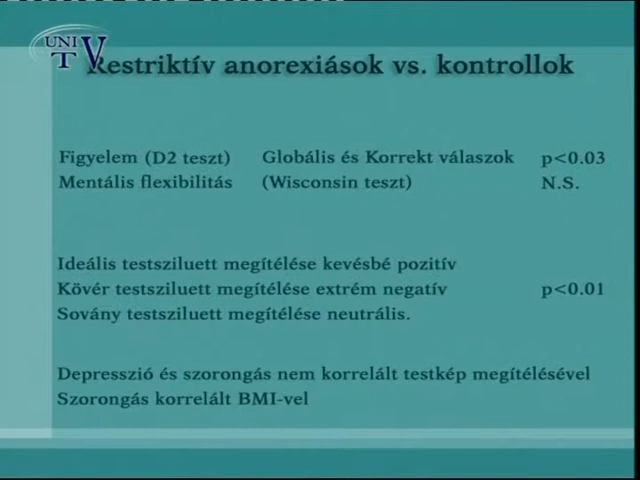 UNI
TV
Restriktív anorexiások vs. kontrollok
Figyelem (D2 teszt) Globális és Korrekt válaszok p<0.03
Mentális flexibilitás (Wisconsin teszt) N.S.
Ideális testsziluett megítélése kevésbé pozitív
Kövér testsziluett megítélése extrém negatív p<0.01
Sovány testsziluett megítélése neutrális.
Depresszió és szorongás nem korrelált testkép megítélésével
Szorongás korrelált BMI-vel